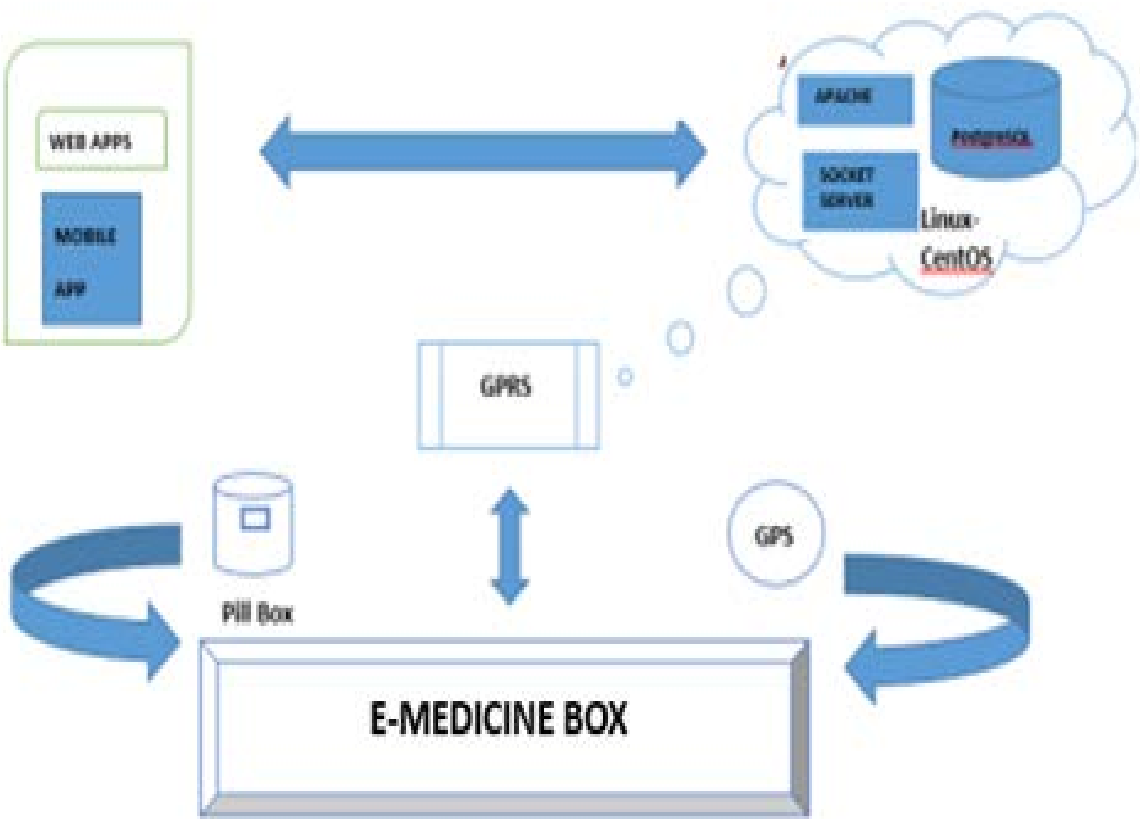 WEB APPS
MOBILE
APP
APACHE
PostgreSQL
SOCKET
SERVER
Linux-
CentOS
GPRS
GPS
Pill Box
E-MEDICINE BOX